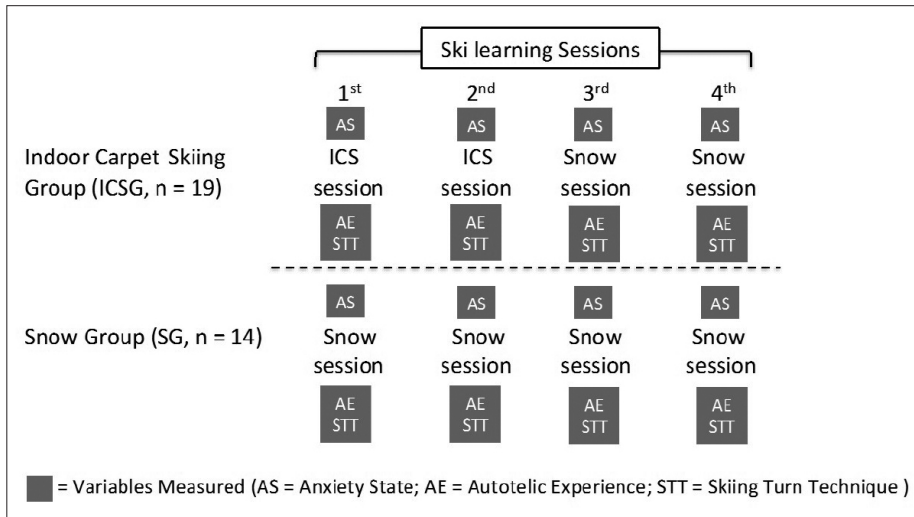 Ski learning Sessions
1st 2nd 3rd 4th
AS AS AS AS
Indoor Carpet Skiing ICS ICS Snow Snow
Group (ICSG, n = 19) session session session session
AE AE AE AE
STT STT STT STT
AS AS AS AS
Snow Group (SG, n = 14) Snow Snow Snow Snow
session session session session
AE AE AE AE
STT STT STT STT
= Variables Measured (AS = Anxiety State; AE = Autotelic Experience; STT = Skiing Turn Technique )